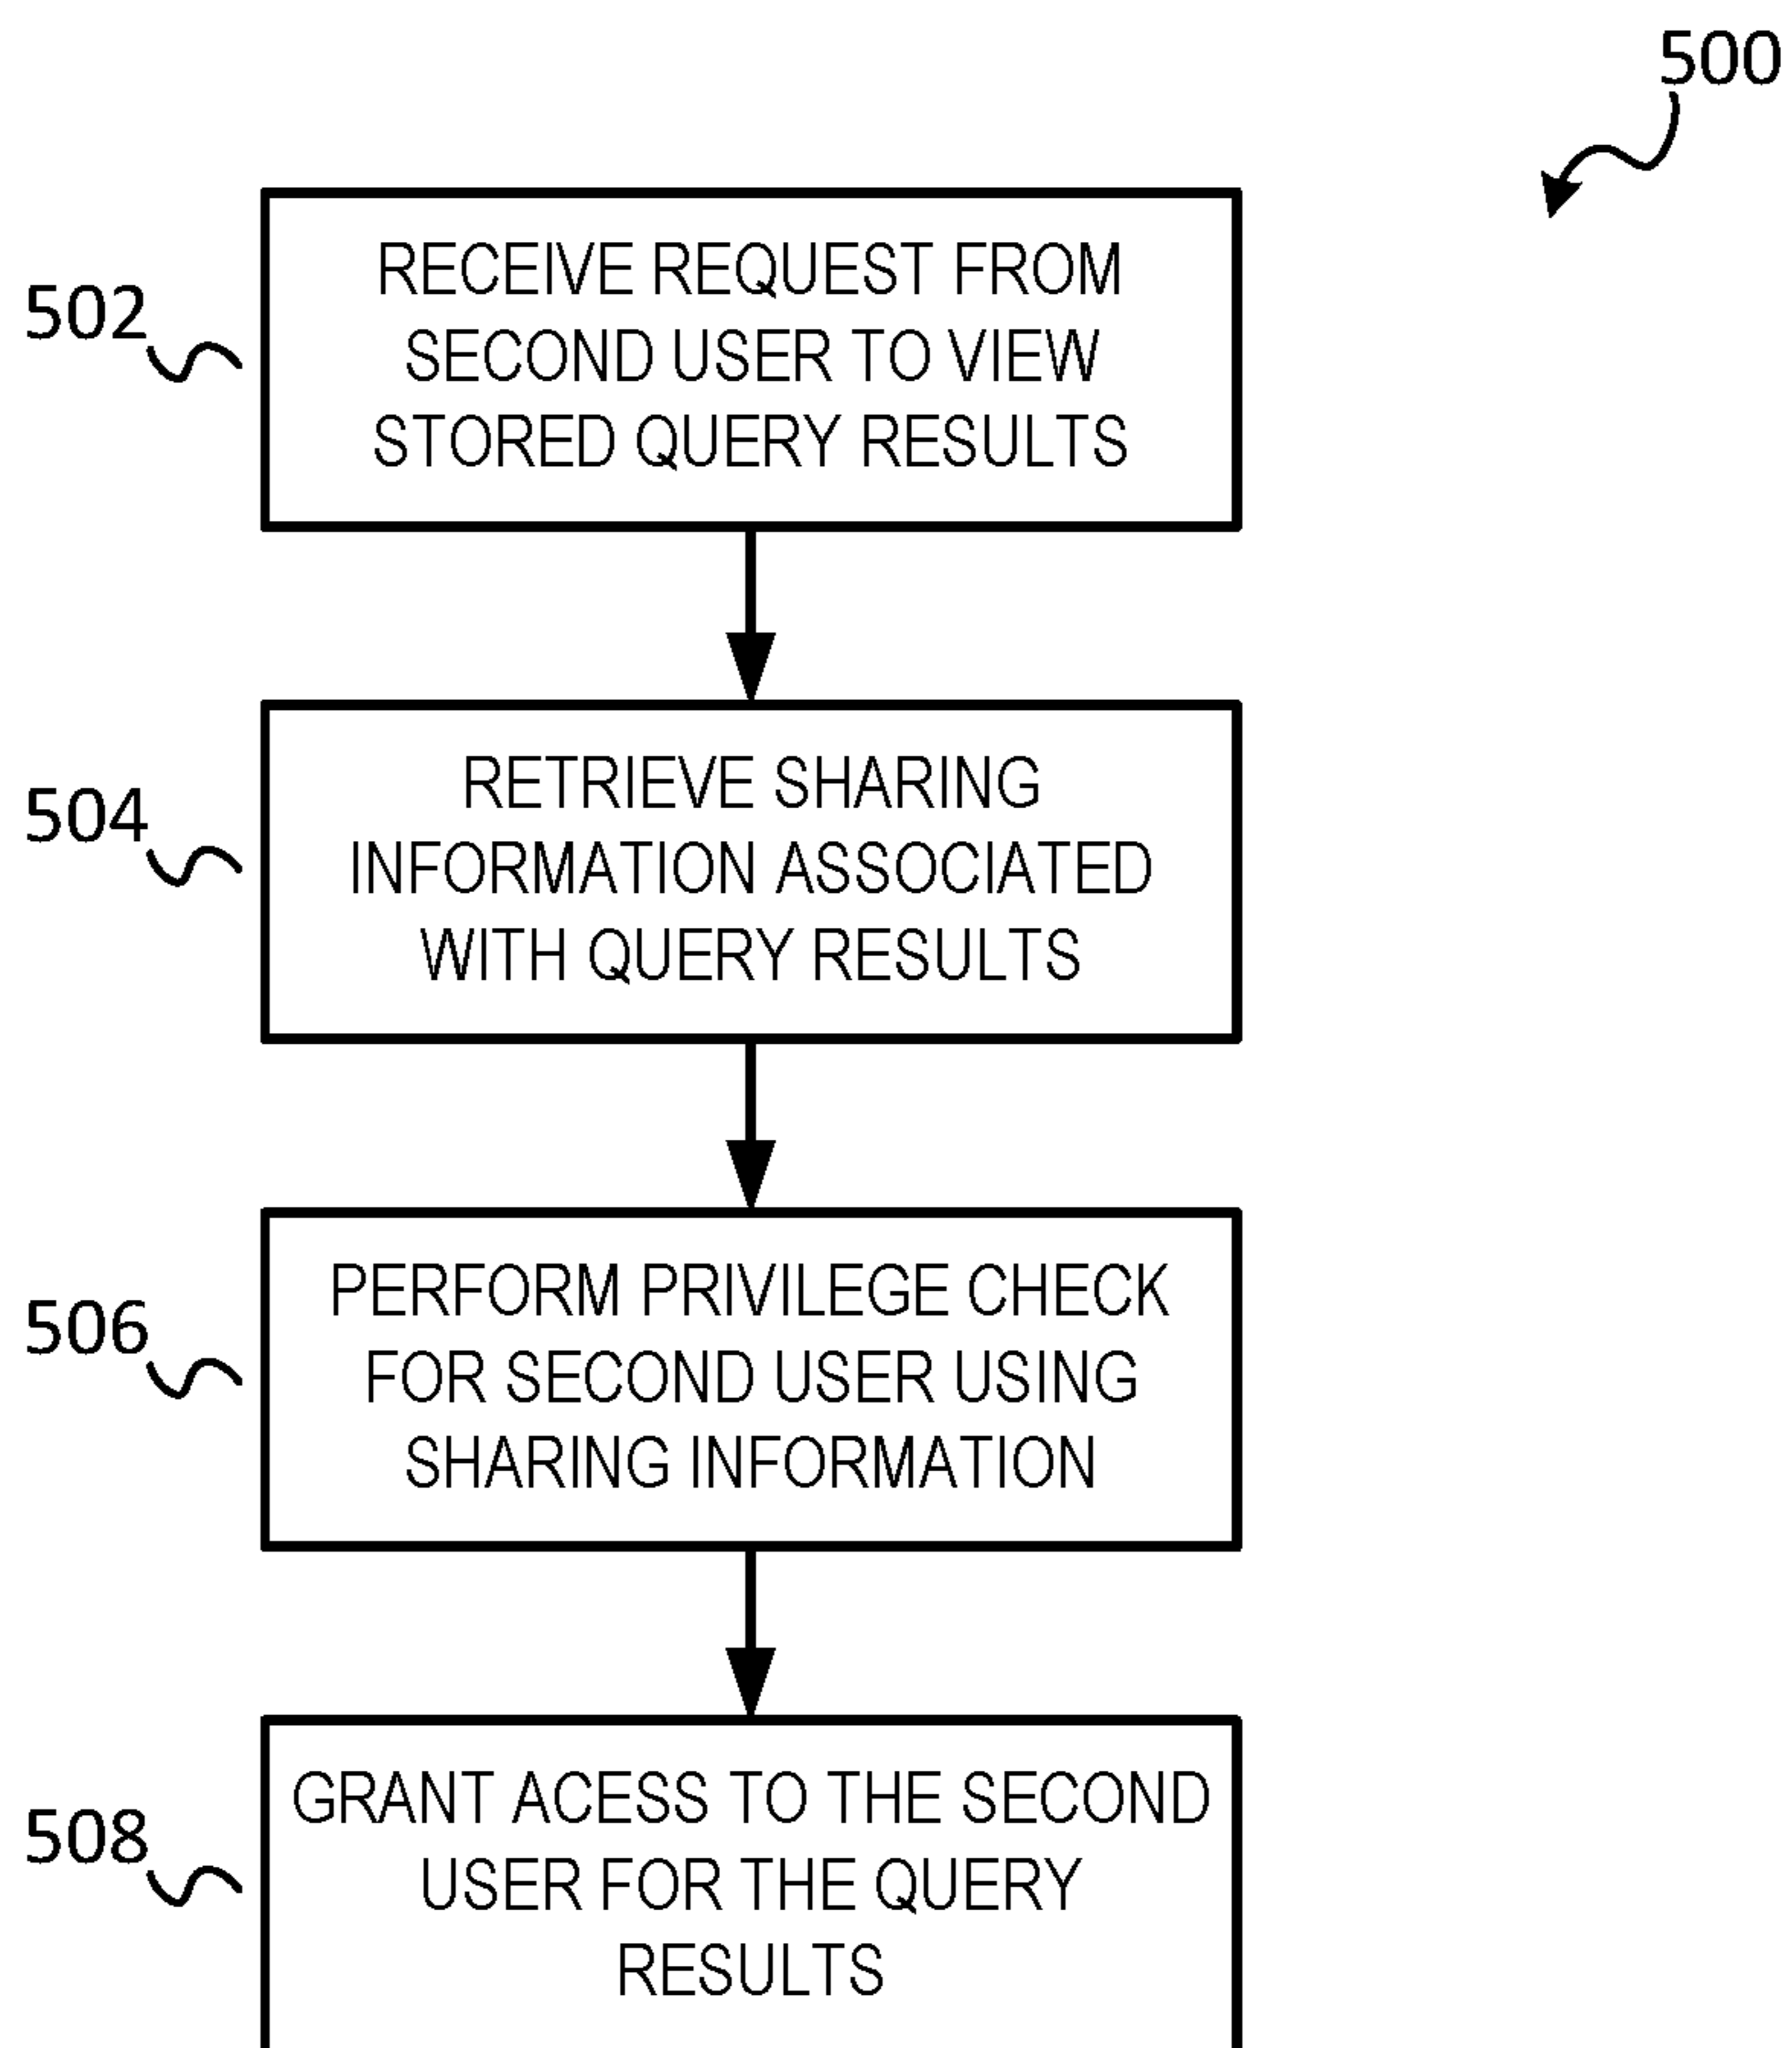 500
502
RECEIVE REQUEST FROM
SECOND USER TO VIEW
STORED QUERY RESULTS
504
RETRIEVE SHARING
INFORMATION ASSOCIATED
WITH QUERY RESULTS
506
PERFORM PRIVILEGE CHECK
FOR SECOND USER USING
SHARING INFORMATION
508
GRANT ACESS TO THE SECOND
USER FOR THE QUERY
RESULTS